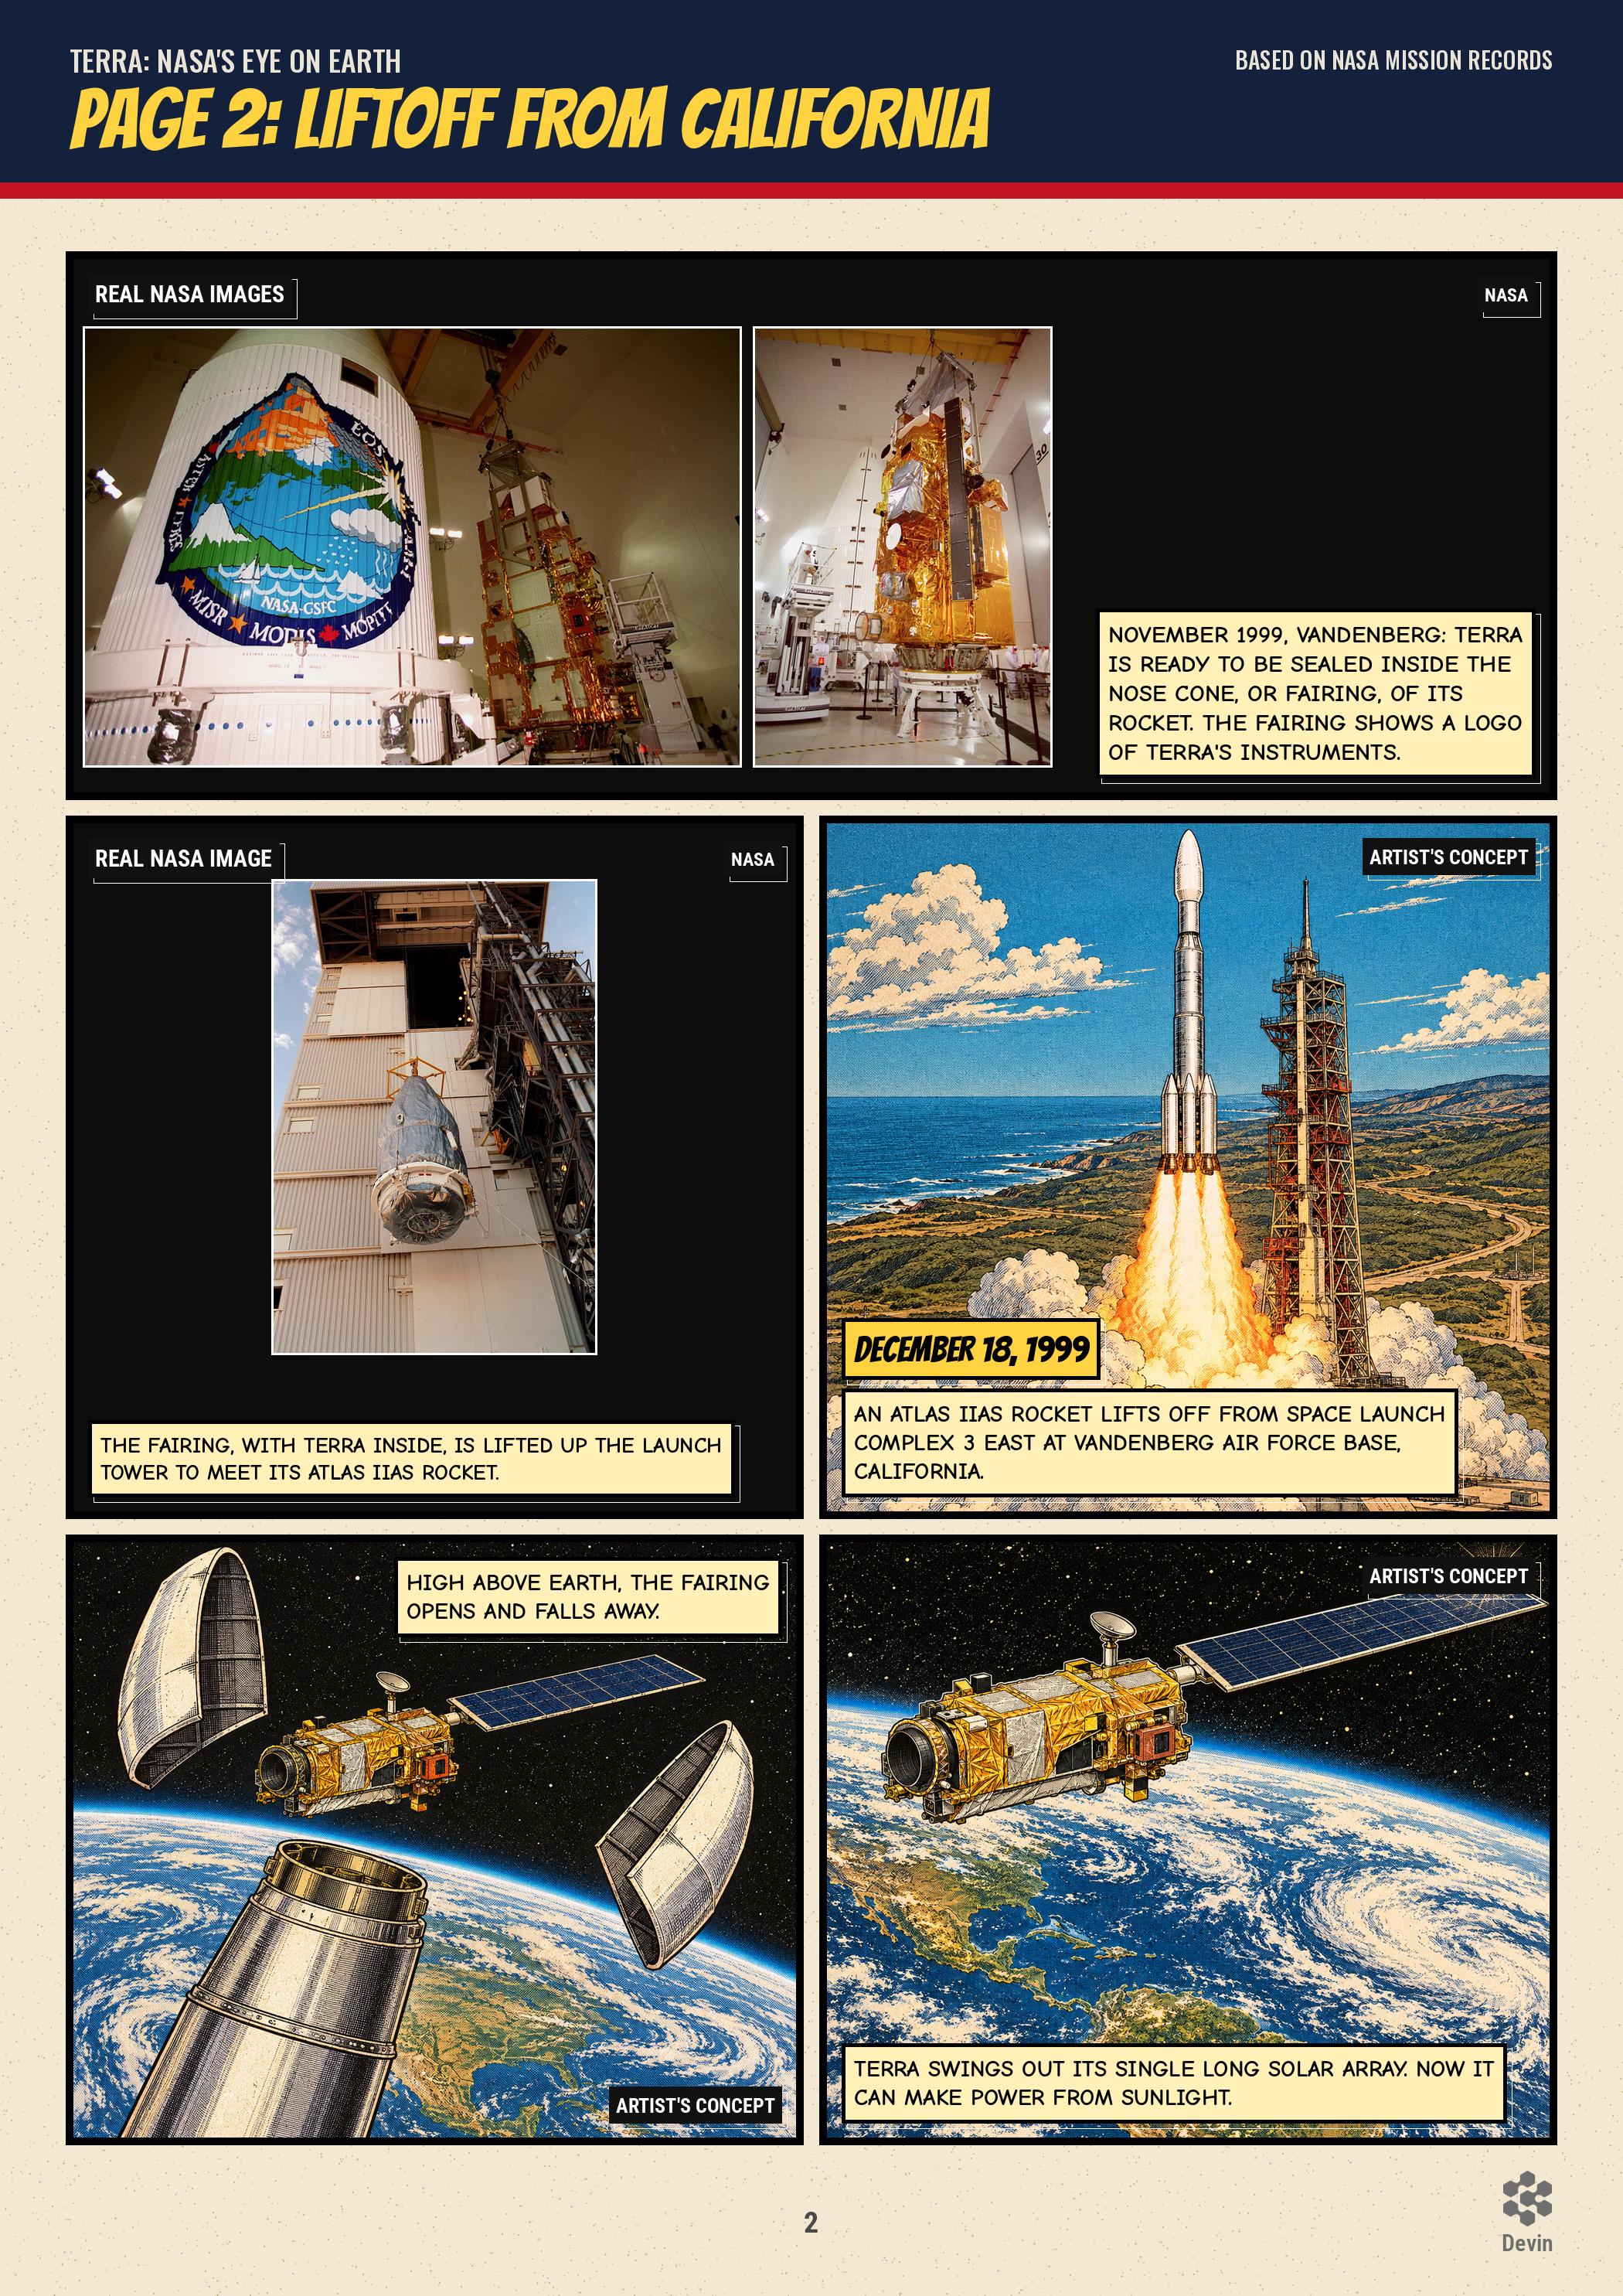 TERRA: NASA'S EYE ON EARTH
BASED ON NASA MISSION RECORDS
PAGE 2: LIFTOFF FROM CALIFORNIA
REAL NASA IMAGES
NASA
EOS
NASA-GSFC
MISR MODIS MOPITT
30
NOVEMBER 1999, VANDENBERG: TERRA
IS READY TO BE SEALED INSIDE THE
NOSE CONE, OR FAIRING, OF ITS
ROCKET. THE FAIRING SHOWS A LOGO
OF TERRA'S INSTRUMENTS.
REAL NASA IMAGE
NASA
THE FAIRING, WITH TERRA INSIDE, IS LIFTED UP THE LAUNCH
TOWER TO MEET ITS ATLAS IIAS ROCKET.
ARTIST'S CONCEPT
DECEMBER 18, 1999
AN ATLAS IIAS ROCKET LIFTS OFF FROM SPACE LAUNCH
COMPLEX 3 EAST AT VANDENBERG AIR FORCE BASE,
CALIFORNIA.
HIGH ABOVE EARTH, THE FAIRING
OPENS AND FALLS AWAY.
ARTIST'S CONCEPT
ARTIST'S CONCEPT
TERRA SWINGS OUT ITS SINGLE LONG SOLAR ARRAY. NOW IT
CAN MAKE POWER FROM SUNLIGHT.
2
Devin